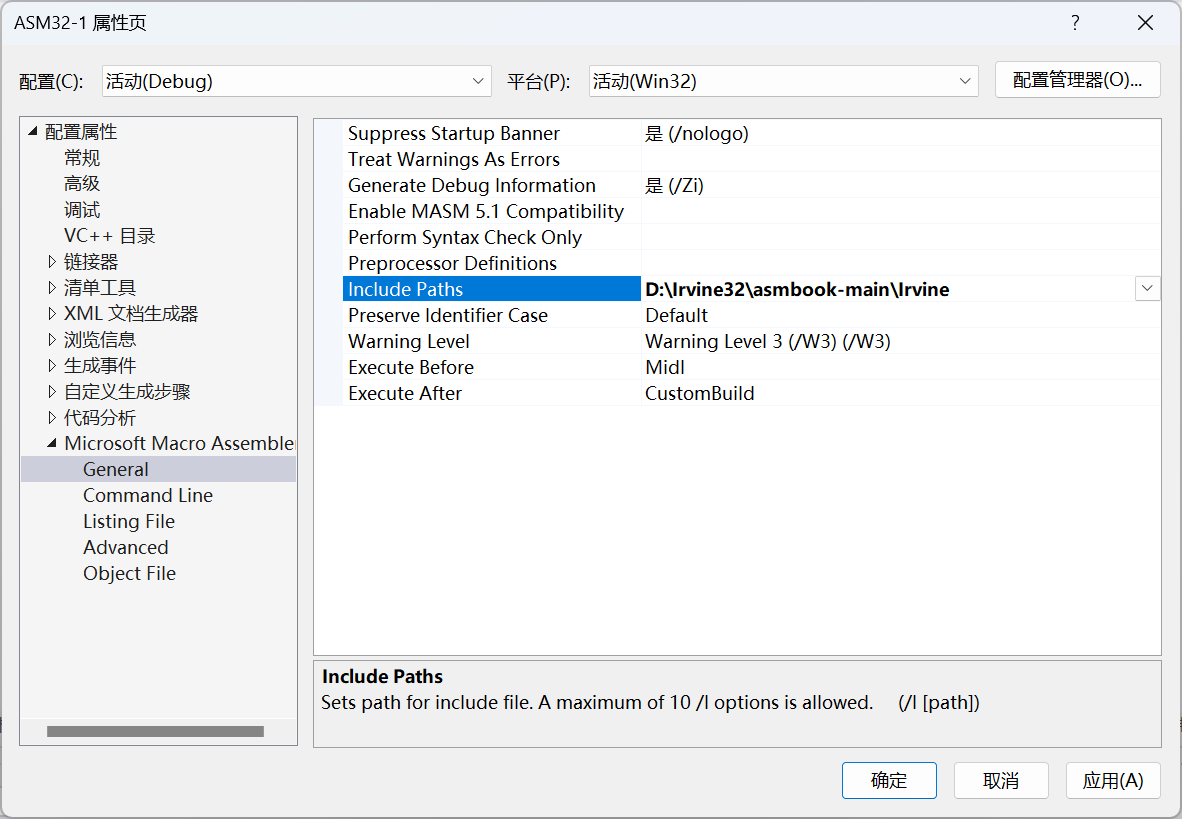 ASM32-1 属性页
?
配置(C): 活动(Debug) 平台(P): 活动(Win32) 配置管理器(O)...
配置属性
常规
高级
调试
VC++ 目录
链接器
清单工具
XML 文档生成器
浏览信息
生成事件
自定义生成步骤
代码分析
Microsoft Macro Assemble
General
Command Line
Listing File
Advanced
Object File
Suppress Startup Banner 是 (/nologo)
Treat Warnings As Errors
Generate Debug Information 是 (/Zi)
Enable MASM 5.1 Compatibility
Perform Syntax Check Only
Preprocessor Definitions
Include Paths D:\Irvine32\asmbook-main\Irvine
Preserve Identifier Case Default
Warning Level Warning Level 3 (/W3) (/W3)
Execute Before Midl
Execute After CustomBuild
Include Paths
Sets path for include file. A maximum of 10 /I options is allowed. (/I [path])
确定 取消 应用(A)